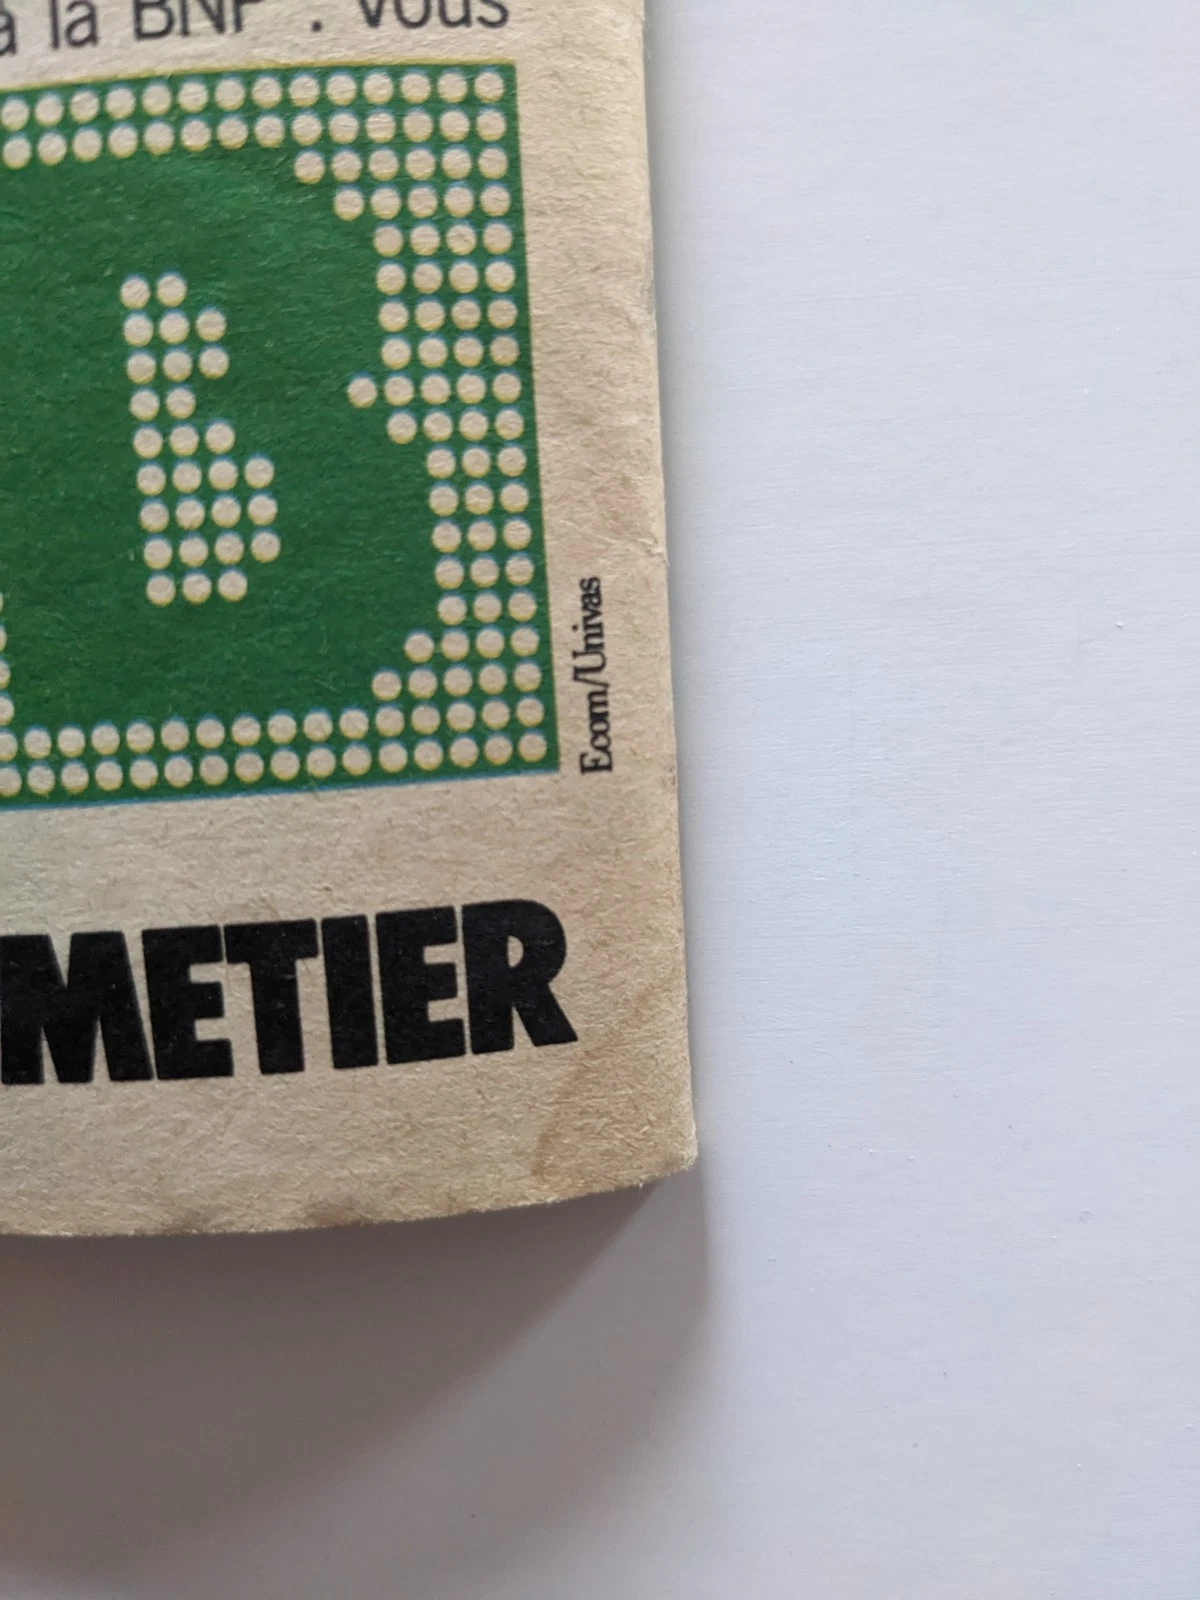 à la BNP : vous
B
Ecom/Univas
METIER